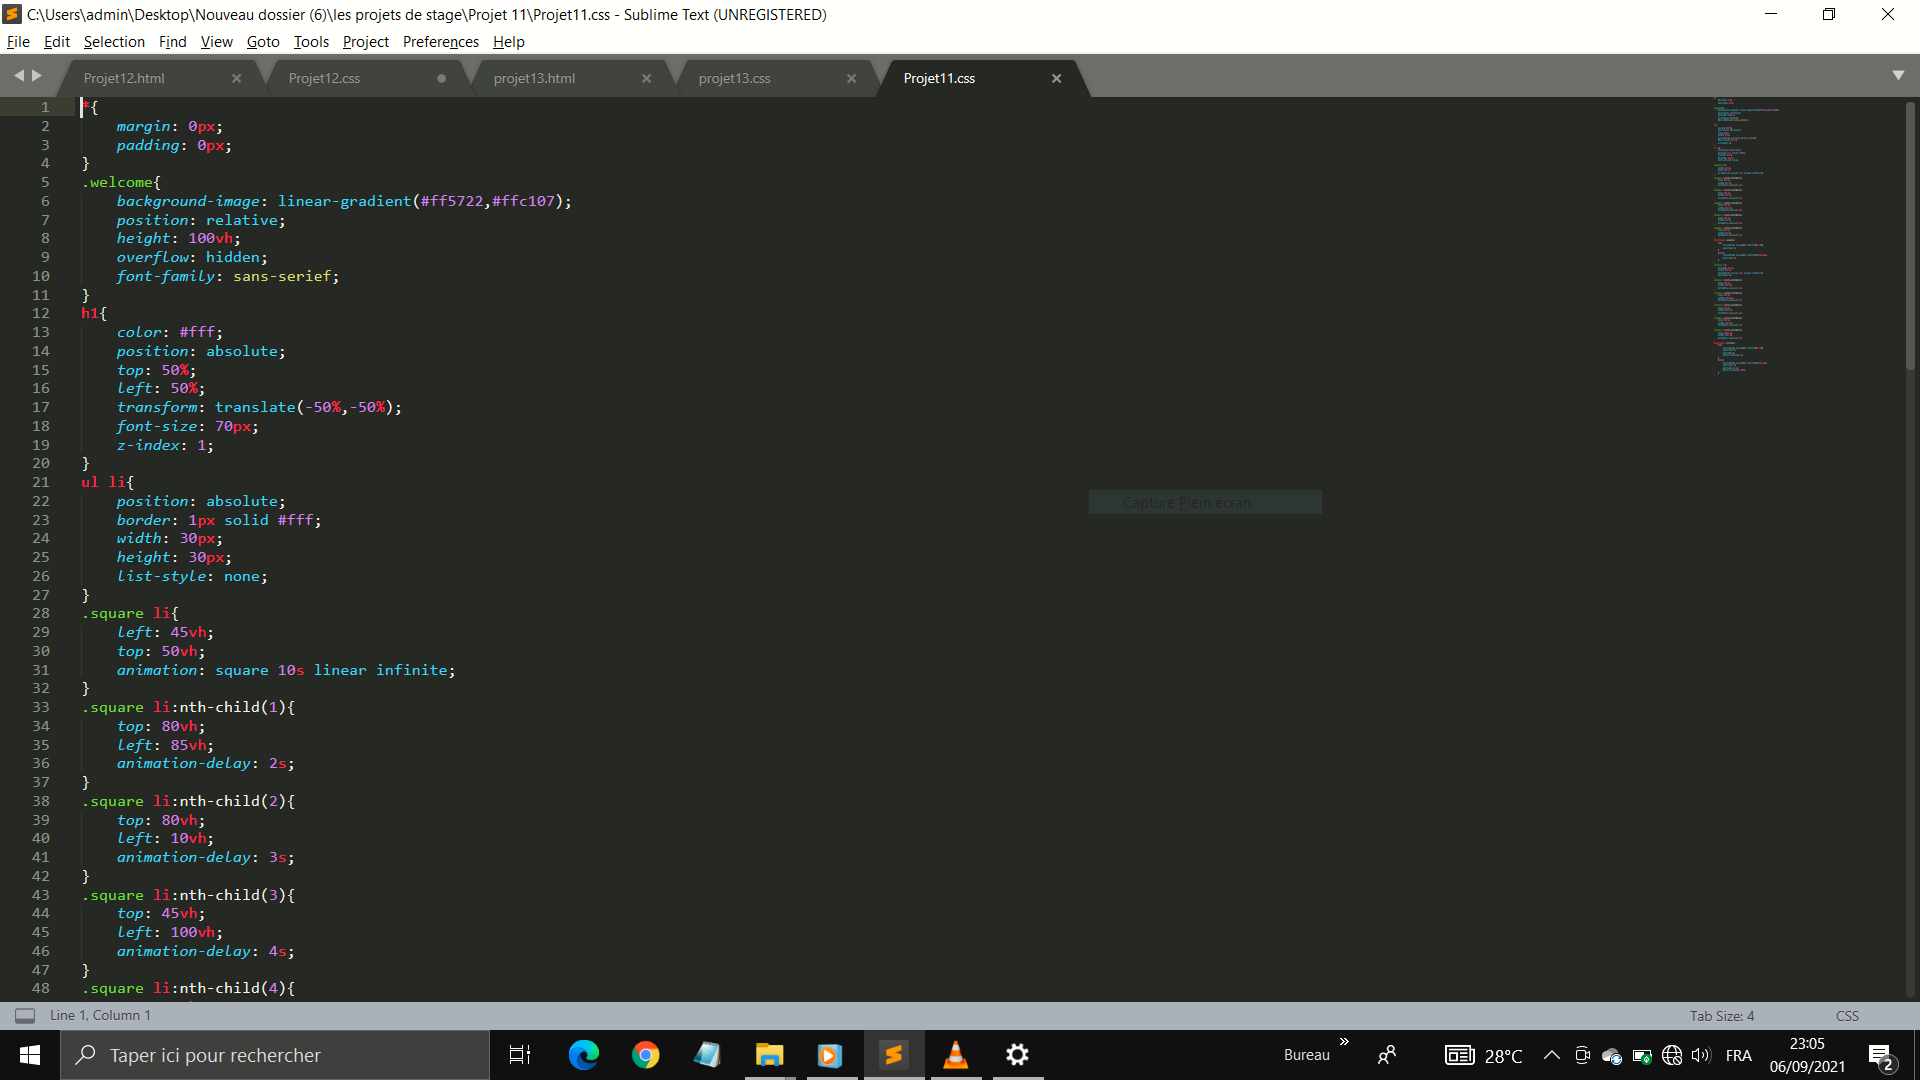 C:\Users\admin\Desktop\Nouveau dossier (6)\les projets de stage\Projet 11\Projet11.css - Sublime Text (UNREGISTERED)
File Edit Selection Find View Goto Tools Project Preferences Help
Projet12.html Projet12.css projet13.html projet13.css Projet11.css
1 *{
2 margin: 0px;
3 padding: 0px;
4 }
5 .welcome{
6 background-image: linear-gradient(#ff5722,#ffc107);
7 position: relative;
8 height: 100vh;
9 overflow: hidden;
10 font-family: sans-serief;
11 }
12 h1{
13 color: #fff;
14 position: absolute;
15 top: 50%;
16 left: 50%;
17 transform: translate(-50%,-50%);
18 font-size: 70px;
19 z-index: 1;
20 }
21 ul li{
22 position: absolute;
23 border: 1px solid #fff;
24 width: 30px;
25 height: 30px;
26 list-style: none;
27 }
28 .square li{
29 left: 45vh;
30 top: 50vh;
31 animation: square 10s linear infinite;
32 }
33 .square li:nth-child(1){
34 top: 80vh;
35 left: 85vh;
36 animation-delay: 2s;
37 }
38 .square li:nth-child(2){
39 top: 80vh;
40 left: 10vh;
41 animation-delay: 3s;
42 }
43 .square li:nth-child(3){
44 top: 45vh;
45 left: 100vh;
46 animation-delay: 4s;
47 }
48 .square li:nth-child(4){
Capture Plein écran
Line 1, Column 1 Tab Size: 4 CSS
Taper ici pour rechercher
Bureau » 28°C FRA 23:05
06/09/2021 2